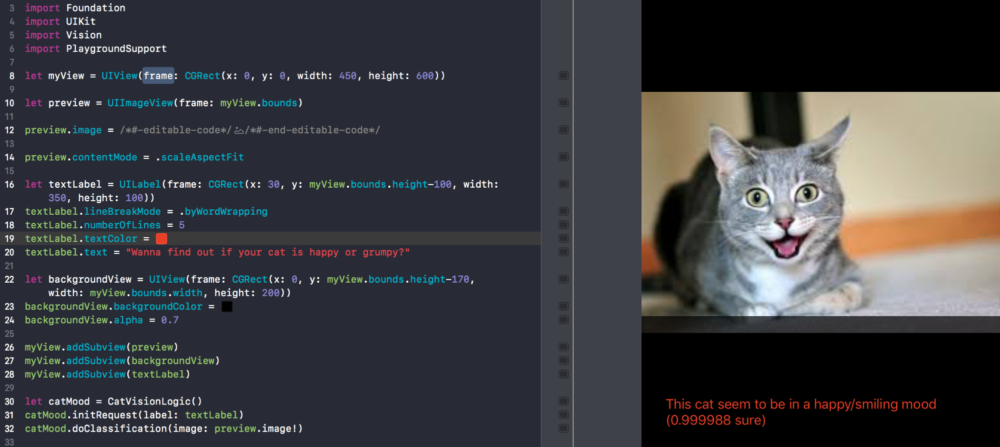 3 import Foundation
4 import UIKit
5 import Vision
6 import PlaygroundSupport
7
8 let myView = UIView(frame: CGRect(x: 0, y: 0, width: 450, height: 600))
9
10 let preview = UIImageView(frame: myView.bounds)
11
12 preview.image = /*#-editable-code*/ /*#-end-editable-code*/
13
14 preview.contentMode = .scaleAspectFit
15
16 let textLabel = UILabel(frame: CGRect(x: 30, y: myView.bounds.height-100, width:
350, height: 100))
17 textLabel.lineBreakMode = .byWordWrapping
18 textLabel.numberOfLines = 5
19 textLabel.textColor =
20 textLabel.text = "Wanna find out if your cat is happy or grumpy?"
21
22 let backgroundView = UIView(frame: CGRect(x: 0, y: myView.bounds.height-170,
width: myView.bounds.width, height: 200))
23 backgroundView.backgroundColor =
24 backgroundView.alpha = 0.7
25
26 myView.addSubview(preview)
27 myView.addSubview(backgroundView)
28 myView.addSubview(textLabel)
29
30 let catMood = CatVisionLogic()
31 catMood.initRequest(label: textLabel)
32 catMood.doClassification(image: preview.image!)
33
This cat seem to be in a happy/smiling mood
(0.999988 sure)